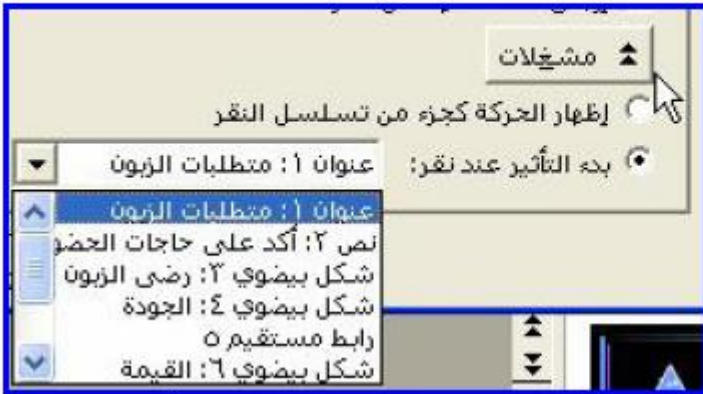 مشغلات
إظهار الحركة كجزء من تسلسل النقر
بدء التأثير عند نقر:
عنوان ١: متطلبات الزبون
عنوان ١: متطلبات الزبون
نص ٢: أكد على حاجات الحضو
شكل بيضوي ٣: رضى الزبون
شكل بيضوي ٤: الجودة
رابط مستقيم ٥
شكل بيضوي ٦: القيمة